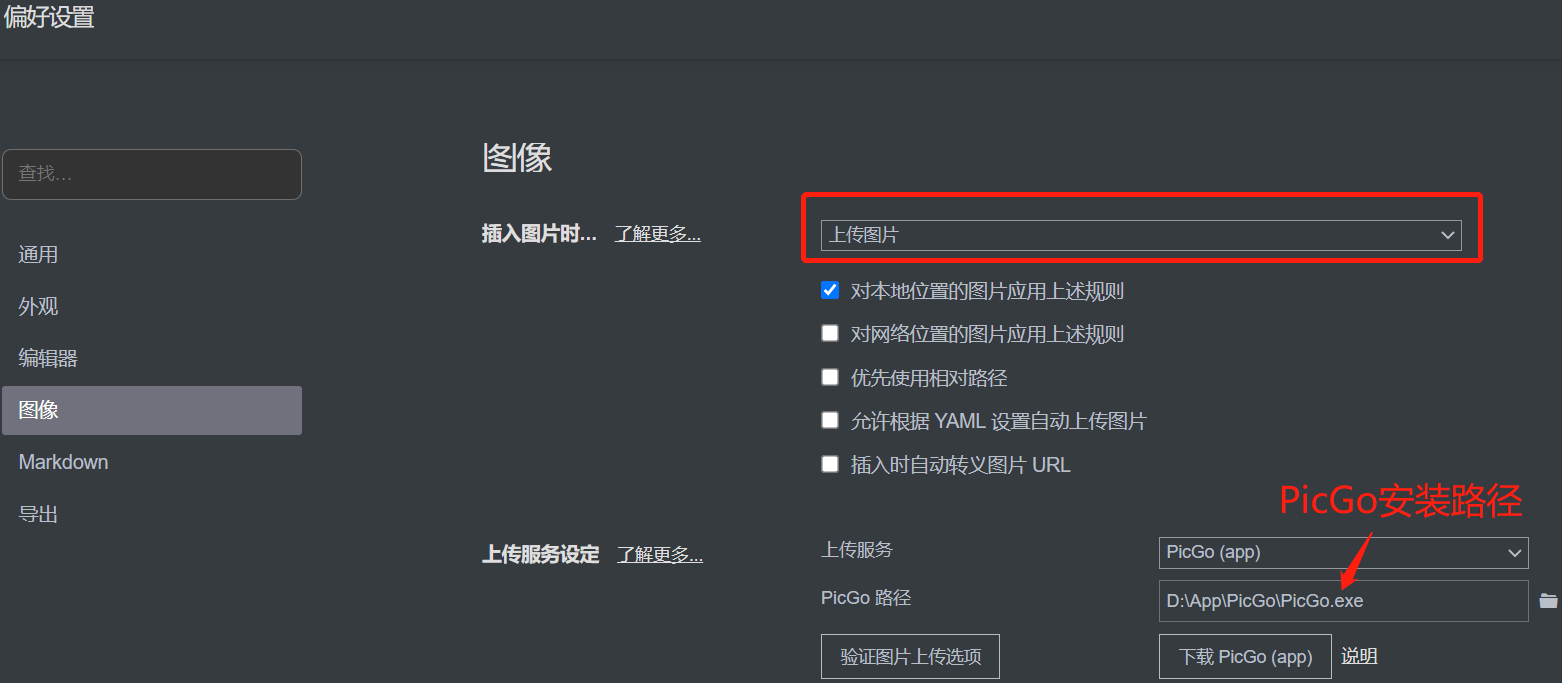 偏好设置
查找...
通用
外观
编辑器
图像
Markdown
导出
图像
插入图片时... 了解更多...
上传图片
对本地位置的图片应用上述规则
对网络位置的图片应用上述规则
优先使用相对路径
允许根据 YAML 设置自动上传图片
插入时自动转义图片 URL
PicGo安装路径
上传服务设定 了解更多...
上传服务 PicGo (app)
PicGo 路径 D:\App\PicGo\PicGo.exe
验证图片上传选项 下载 PicGo (app) 说明